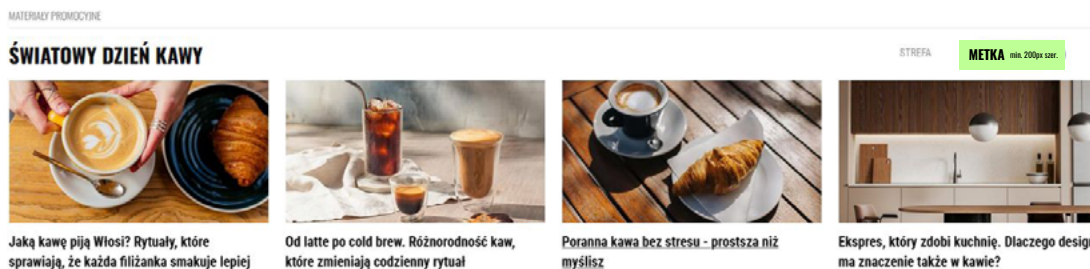 MATERIAŁY PROMOCYJNE
ŚWIATOWY DZIEŃ KAWY
STREFA
METKA min. 200px szer.
Jaką kawę piją Włosi? Rytuały, które
sprawiają, że każda filiżanka smakuje lepiej
Od latte po cold brew. Różnorodność kaw,
które zmieniają codzienny rytuał
Poranna kawa bez stresu - prostsza niż
myślisz
Ekspres, który zdobi kuchnię. Dlaczego design
ma znaczenie także w kawie?